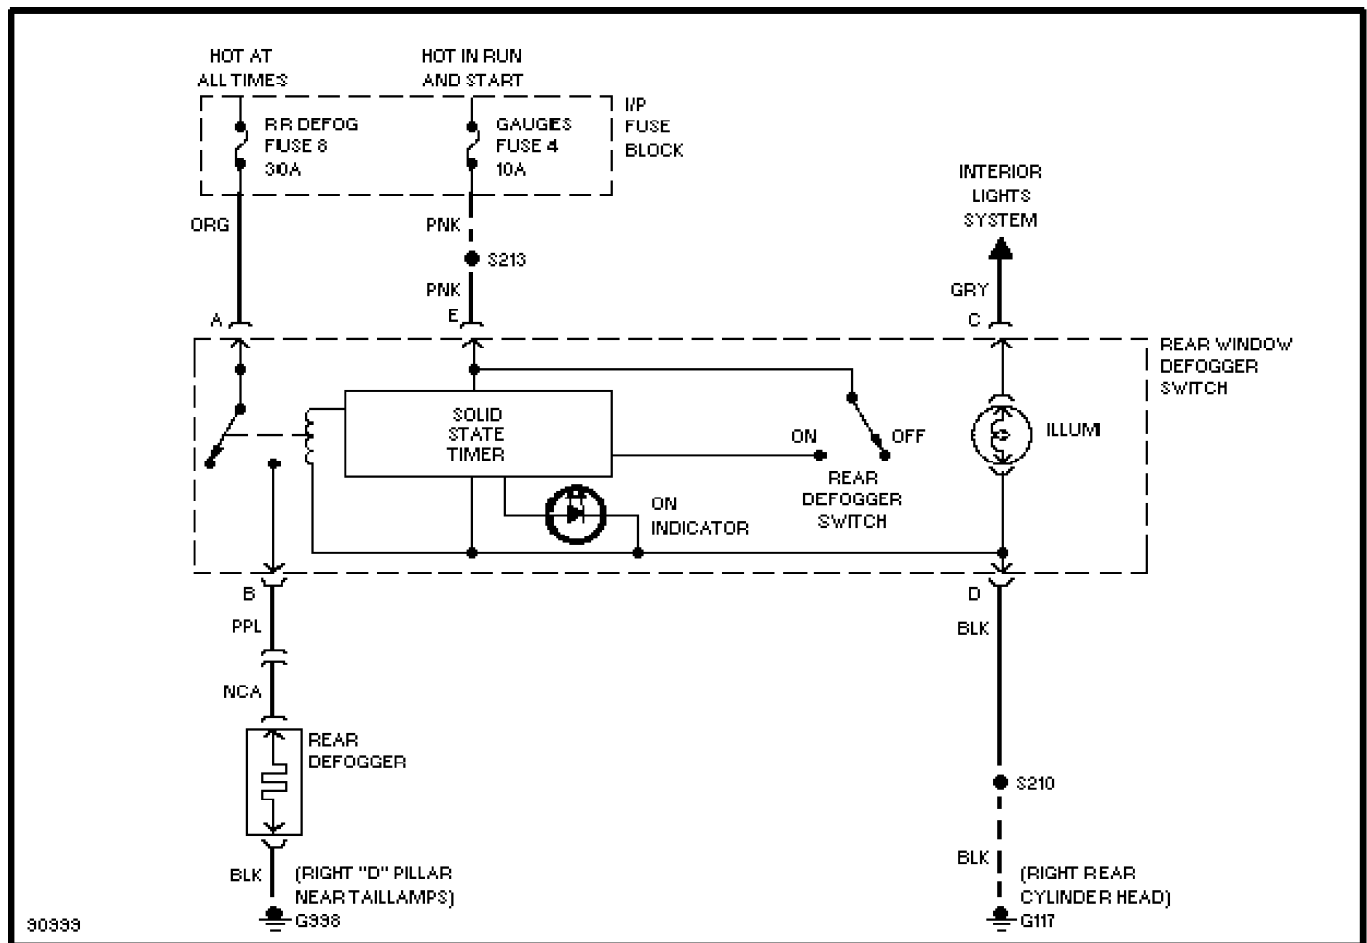 HOT AT
ALL TIMES
HOT IN RUN
AND START
RR DEFOG
FUSE 8
30A
GAUGES
FUSE 4
10A
I/P
FUSE
BLOCK
INTERIOR
LIGHTS
SYSTEM
ORG
PNK
S213
PNK
GRY
A
E
C
REAR WINDOW
DEFOGGER
SWITCH
SOLID
STATE
TIMER
ON
OFF
ILLUMI
REAR
DEFOGGER
SWITCH
ON
INDICATOR
B
D
PPL
BLK
NCA
REAR
DEFOGGER
S210
BLK
(RIGHT "D" PILLAR
NEAR TAILLAMPS)
G998
BLK
(RIGHT REAR
CYLINDER HEAD)
G117
90999